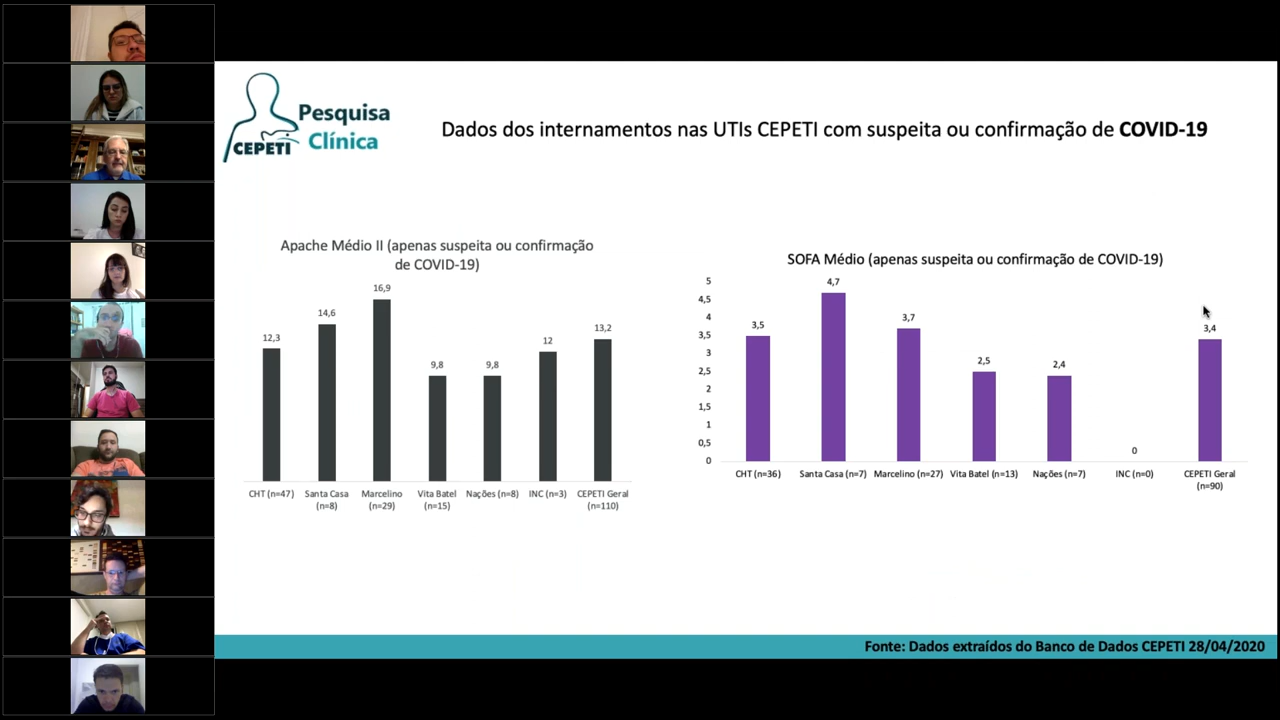 Pesquisa
Clínica
CEPETI
Dados dos internamentos nas UTIs CEPETI com suspeita ou confirmação de COVID-19
Apache Médio II (apenas suspeita ou confirmação
de COVID-19)
12,3
14,6
16,9
9,8
9,8
12
13,2
CHT (n=47)
Santa Casa
(n=8)
Marcelino
(n=29)
Vita Batel
(n=15)
Nações (n=8)
INC (n=3)
CEPETI Geral
(n=110)
SOFA Médio (apenas suspeita ou confirmação de COVID-19)
5
4,5
4
3,5
3
2,5
2
1,5
1
0,5
0
3,5
4,7
3,7
2,5
2,4
0
3,4
CHT (n=36)
Santa Casa (n=7)
Marcelino (n=27)
Vita Batel (n=13)
Nações (n=7)
INC (n=0)
CEPETI Geral
(n=90)
Fonte: Dados extraídos do Banco de Dados CEPETI 28/04/2020